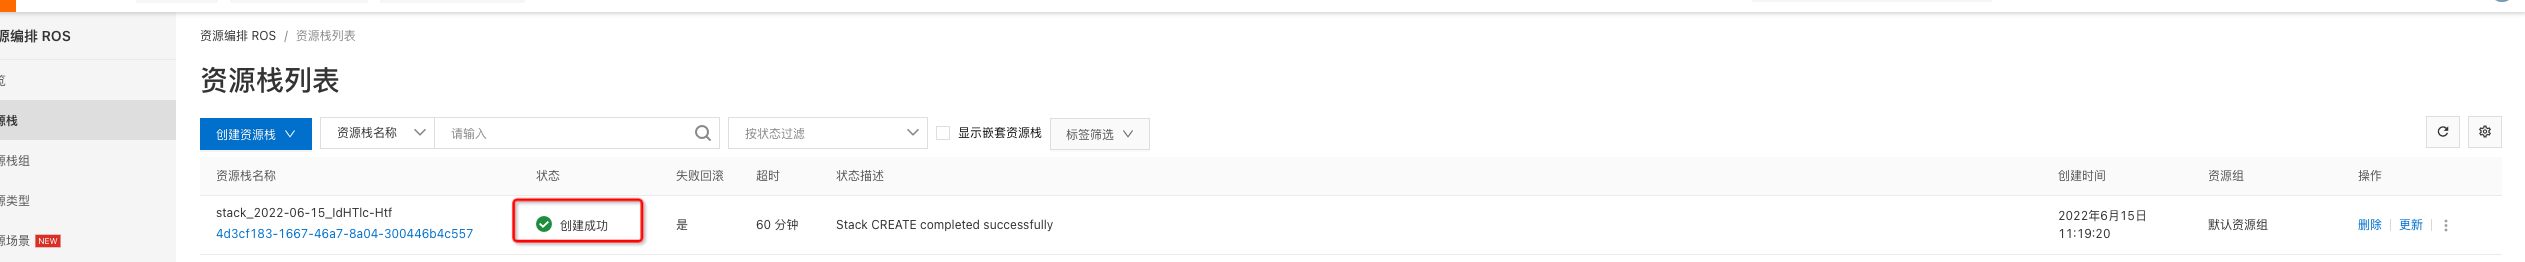 源编排 ROS
览
源栈
源栈组
源类型
源场景 NEW
资源编排 ROS / 资源栈列表
资源栈列表
创建资源栈 资源栈名称 请输入 按状态过滤 显示嵌套资源栈 标签筛选
资源栈名称 状态 失败回滚 超时 状态描述 创建时间 资源组 操作
stack_2022-06-15_IdHTlc-Htf
4d3cf183-1667-46a7-8a04-300446b4c557
创建成功 是 60 分钟 Stack CREATE completed successfully
2022年6月15日
11:19:20
默认资源组 删除 更新